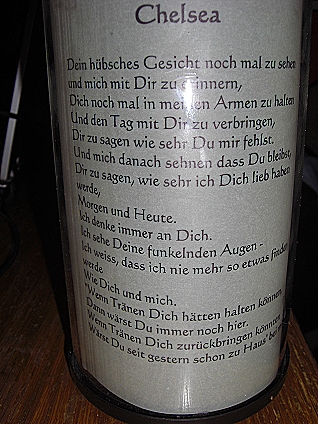 Chelsea
Dein hübsches Gesicht noch mal zu sehen
und mich mit Dir zu erinnern,
Dich noch mal in meinen Armen zu halten
Und den Tag mit Dir zu verbringen,
Dir zu sagen wie sehr Du mir fehlst.
Und mich danach sehnen dass Du bleibst,
Dir zu sagen, wie sehr ich Dich lieb haben
werde,
Morgen und Heute.
Ich denke immer an Dich.
Ich sehe Deine funkelnden Augen -
Ich weiss, dass ich nie mehr so etwas finden
werde
Wie Dich und mich.
Wenn Tränen Dich hätten halten können,
Dann wärst Du immer noch hier.
Wenn Tränen Dich zurückbringen können,
Wärst Du seit gestern schon zu Haus' bei